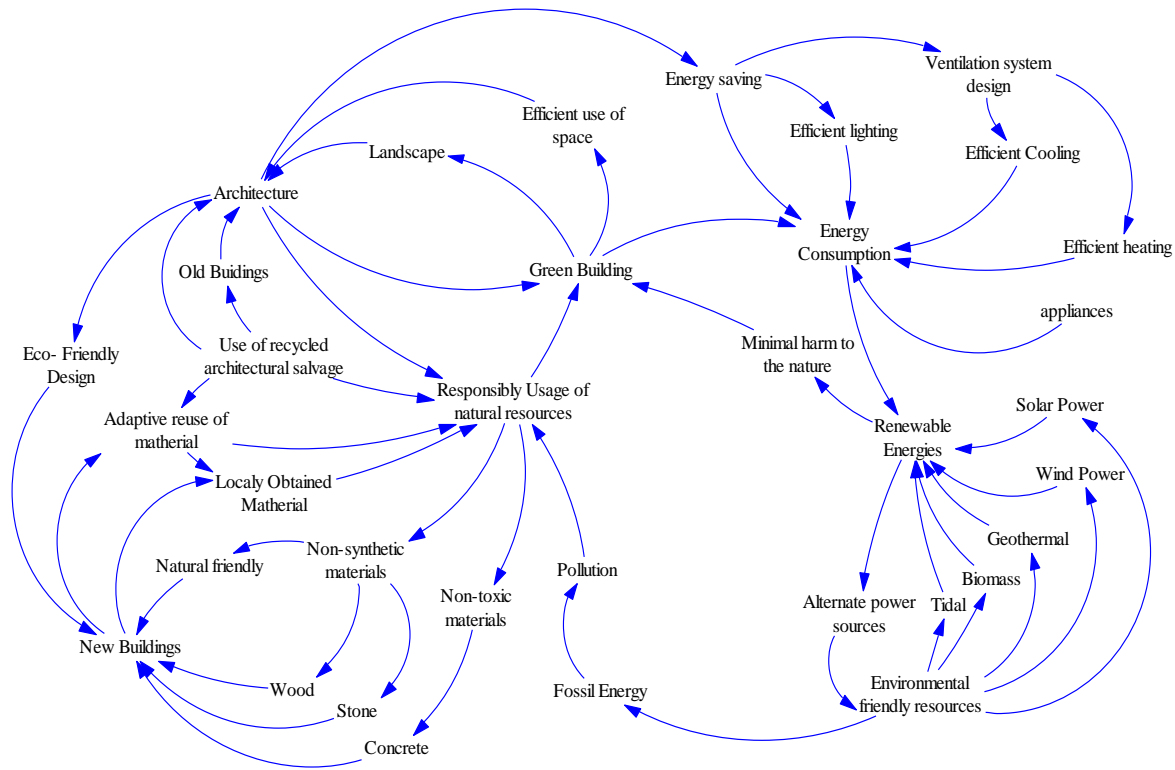 Energy saving
Ventilation system
design
Efficient use of
space
Efficient lighting
Landscape
Efficient Cooling
Architecture
Energy
Consumption
Efficient heating
Old Buidings
Green Building
appliances
Eco- Friendly
Design
Use of recycled
architectural salvage
Minimal harm to
the nature
Responsibly Usage of
natural resources
Solar Power
Adaptive reuse of
matherial
Renewable
Energies
Localy Obtained
Matherial
Wind Power
Geothermal
Natural friendly
Non-synthetic
materials
Pollution
Biomass
Non-toxic
materials
Alternate power
sources
Tidal
New Buildings
Wood
Fossil Energy
Environmental
friendly resources
Stone
Concrete